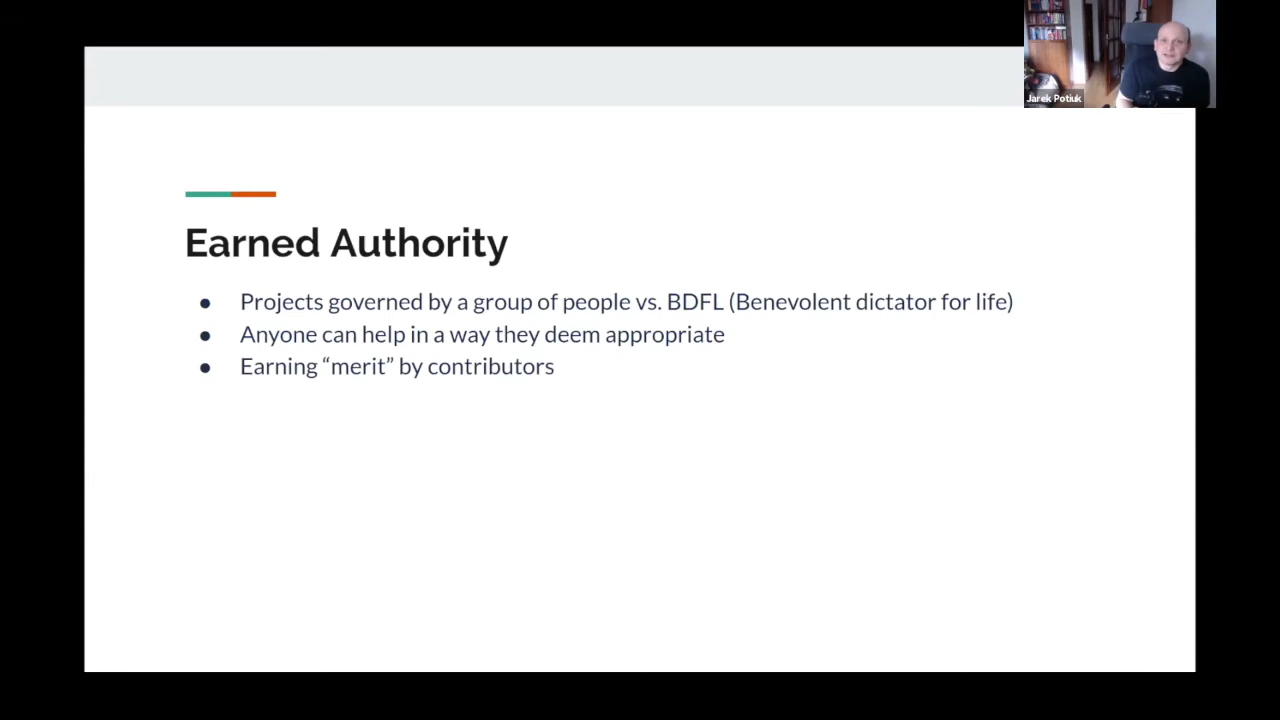 Jarek Potiuk
Earned Authority
● Projects governed by a group of people vs. BDFL (Benevolent dictator for life)
● Anyone can help in a way they deem appropriate
● Earning “merit” by contributors